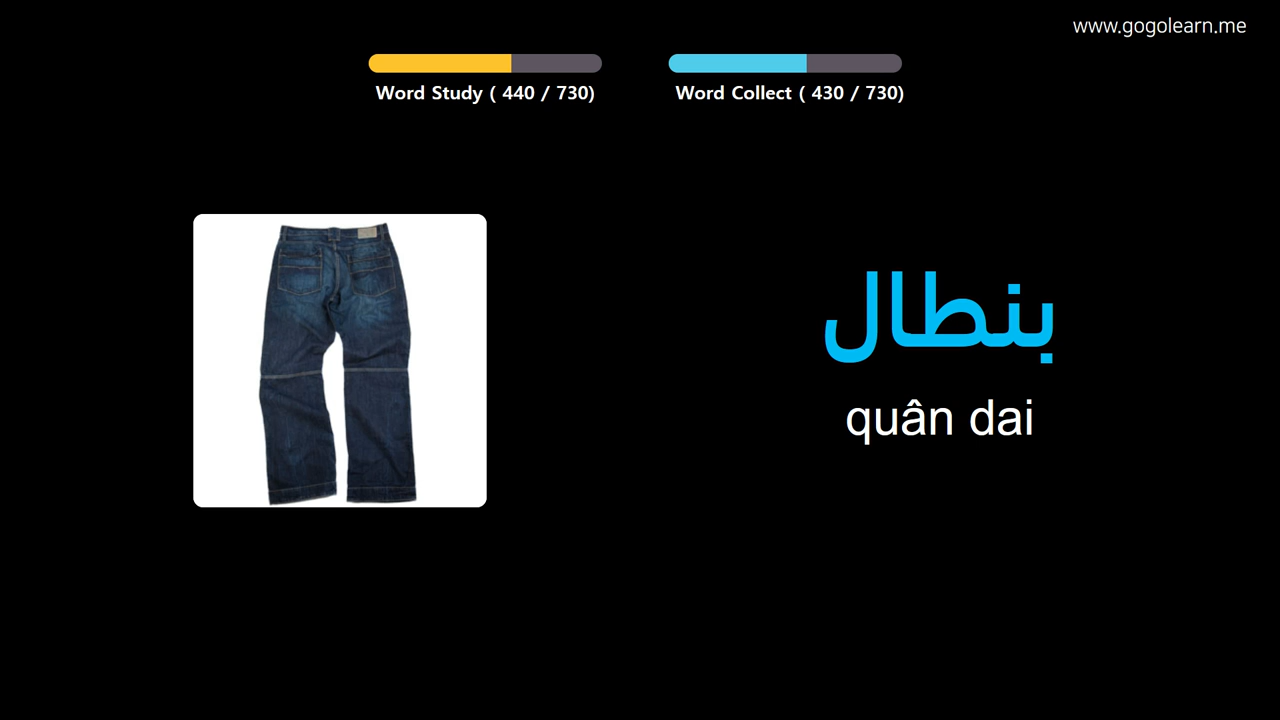 www.gogolearn.me
Word Study ( 440 / 730)
Word Collect ( 430 / 730)
بنطال
quân dai